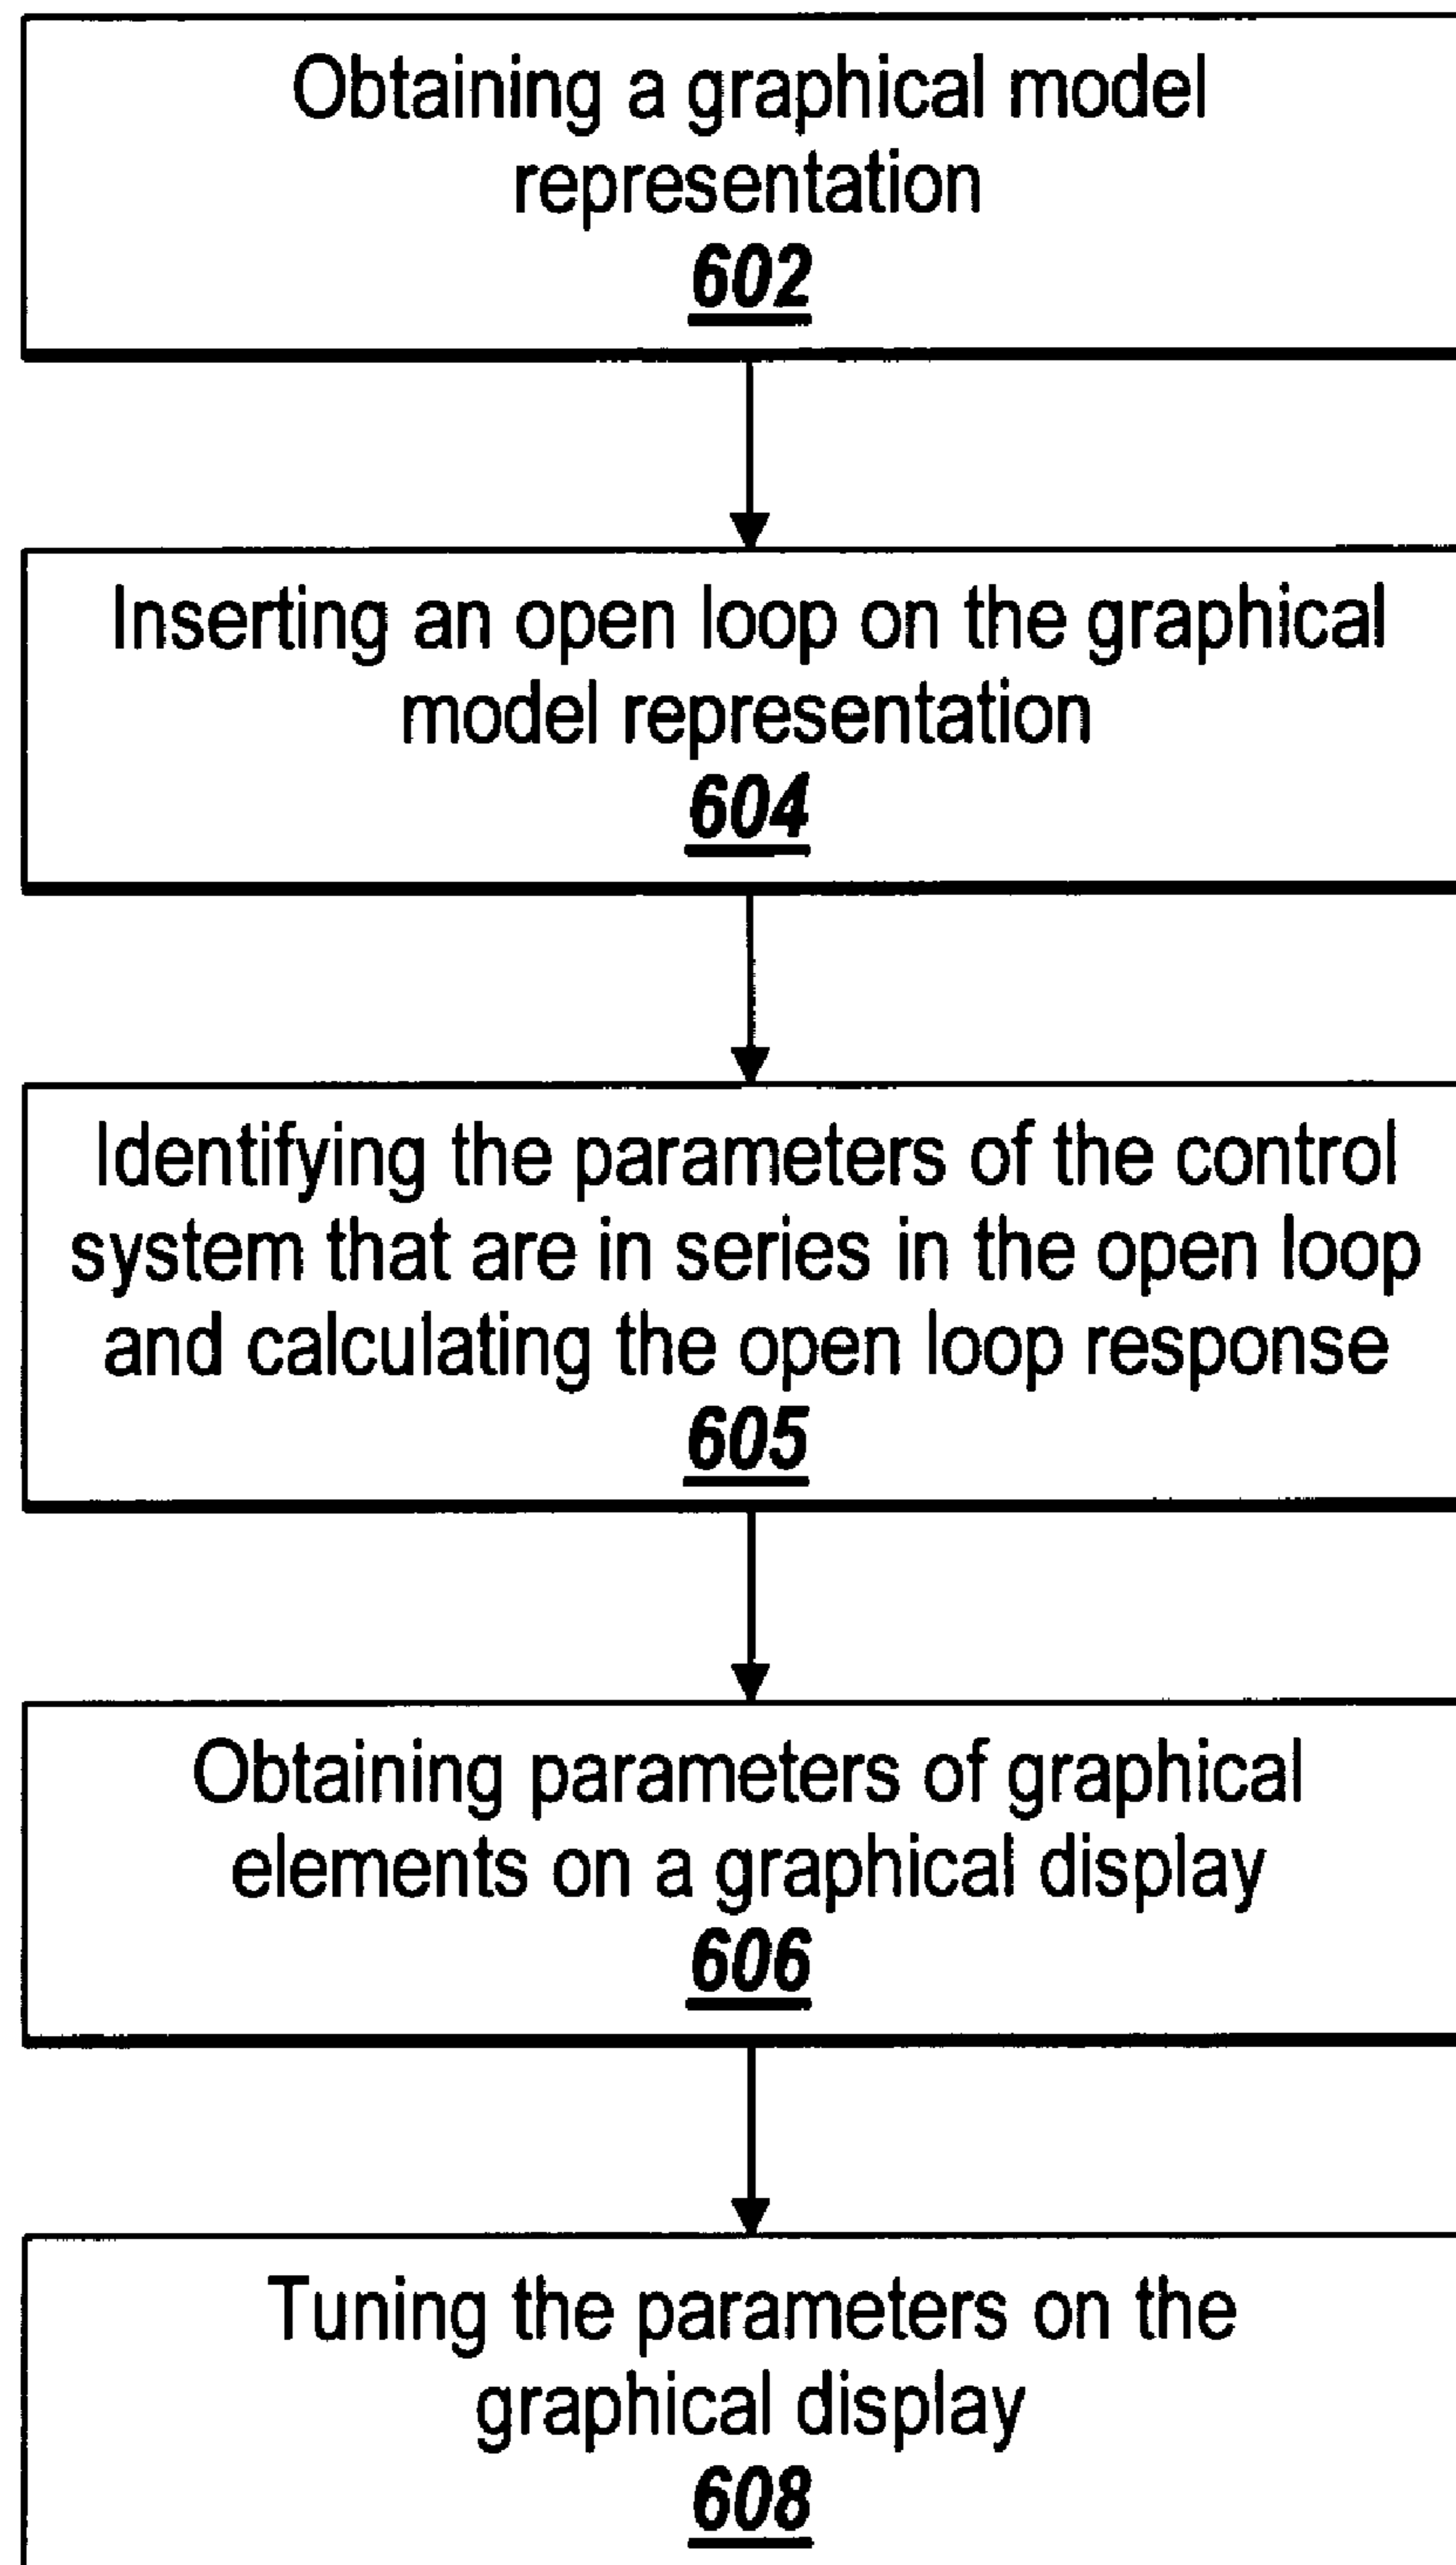 Obtaining a graphical model
representation
602
Inserting an open loop on the graphical
model representation
604
Identifying the parameters of the control
system that are in series in the open loop
and calculating the open loop response
605
Obtaining parameters of graphical
elements on a graphical display
606
Tuning the parameters on the
graphical display
608